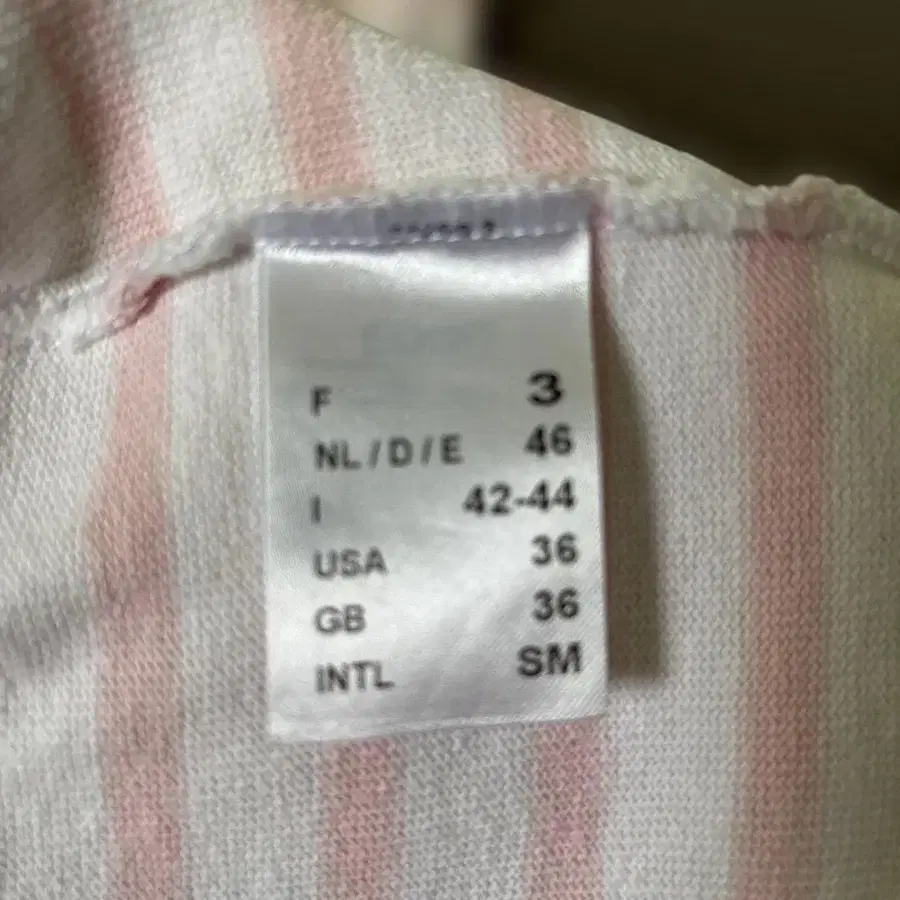 F 3
NL / D / E 46
I 42-44
USA 36
GB 36
INTL SM